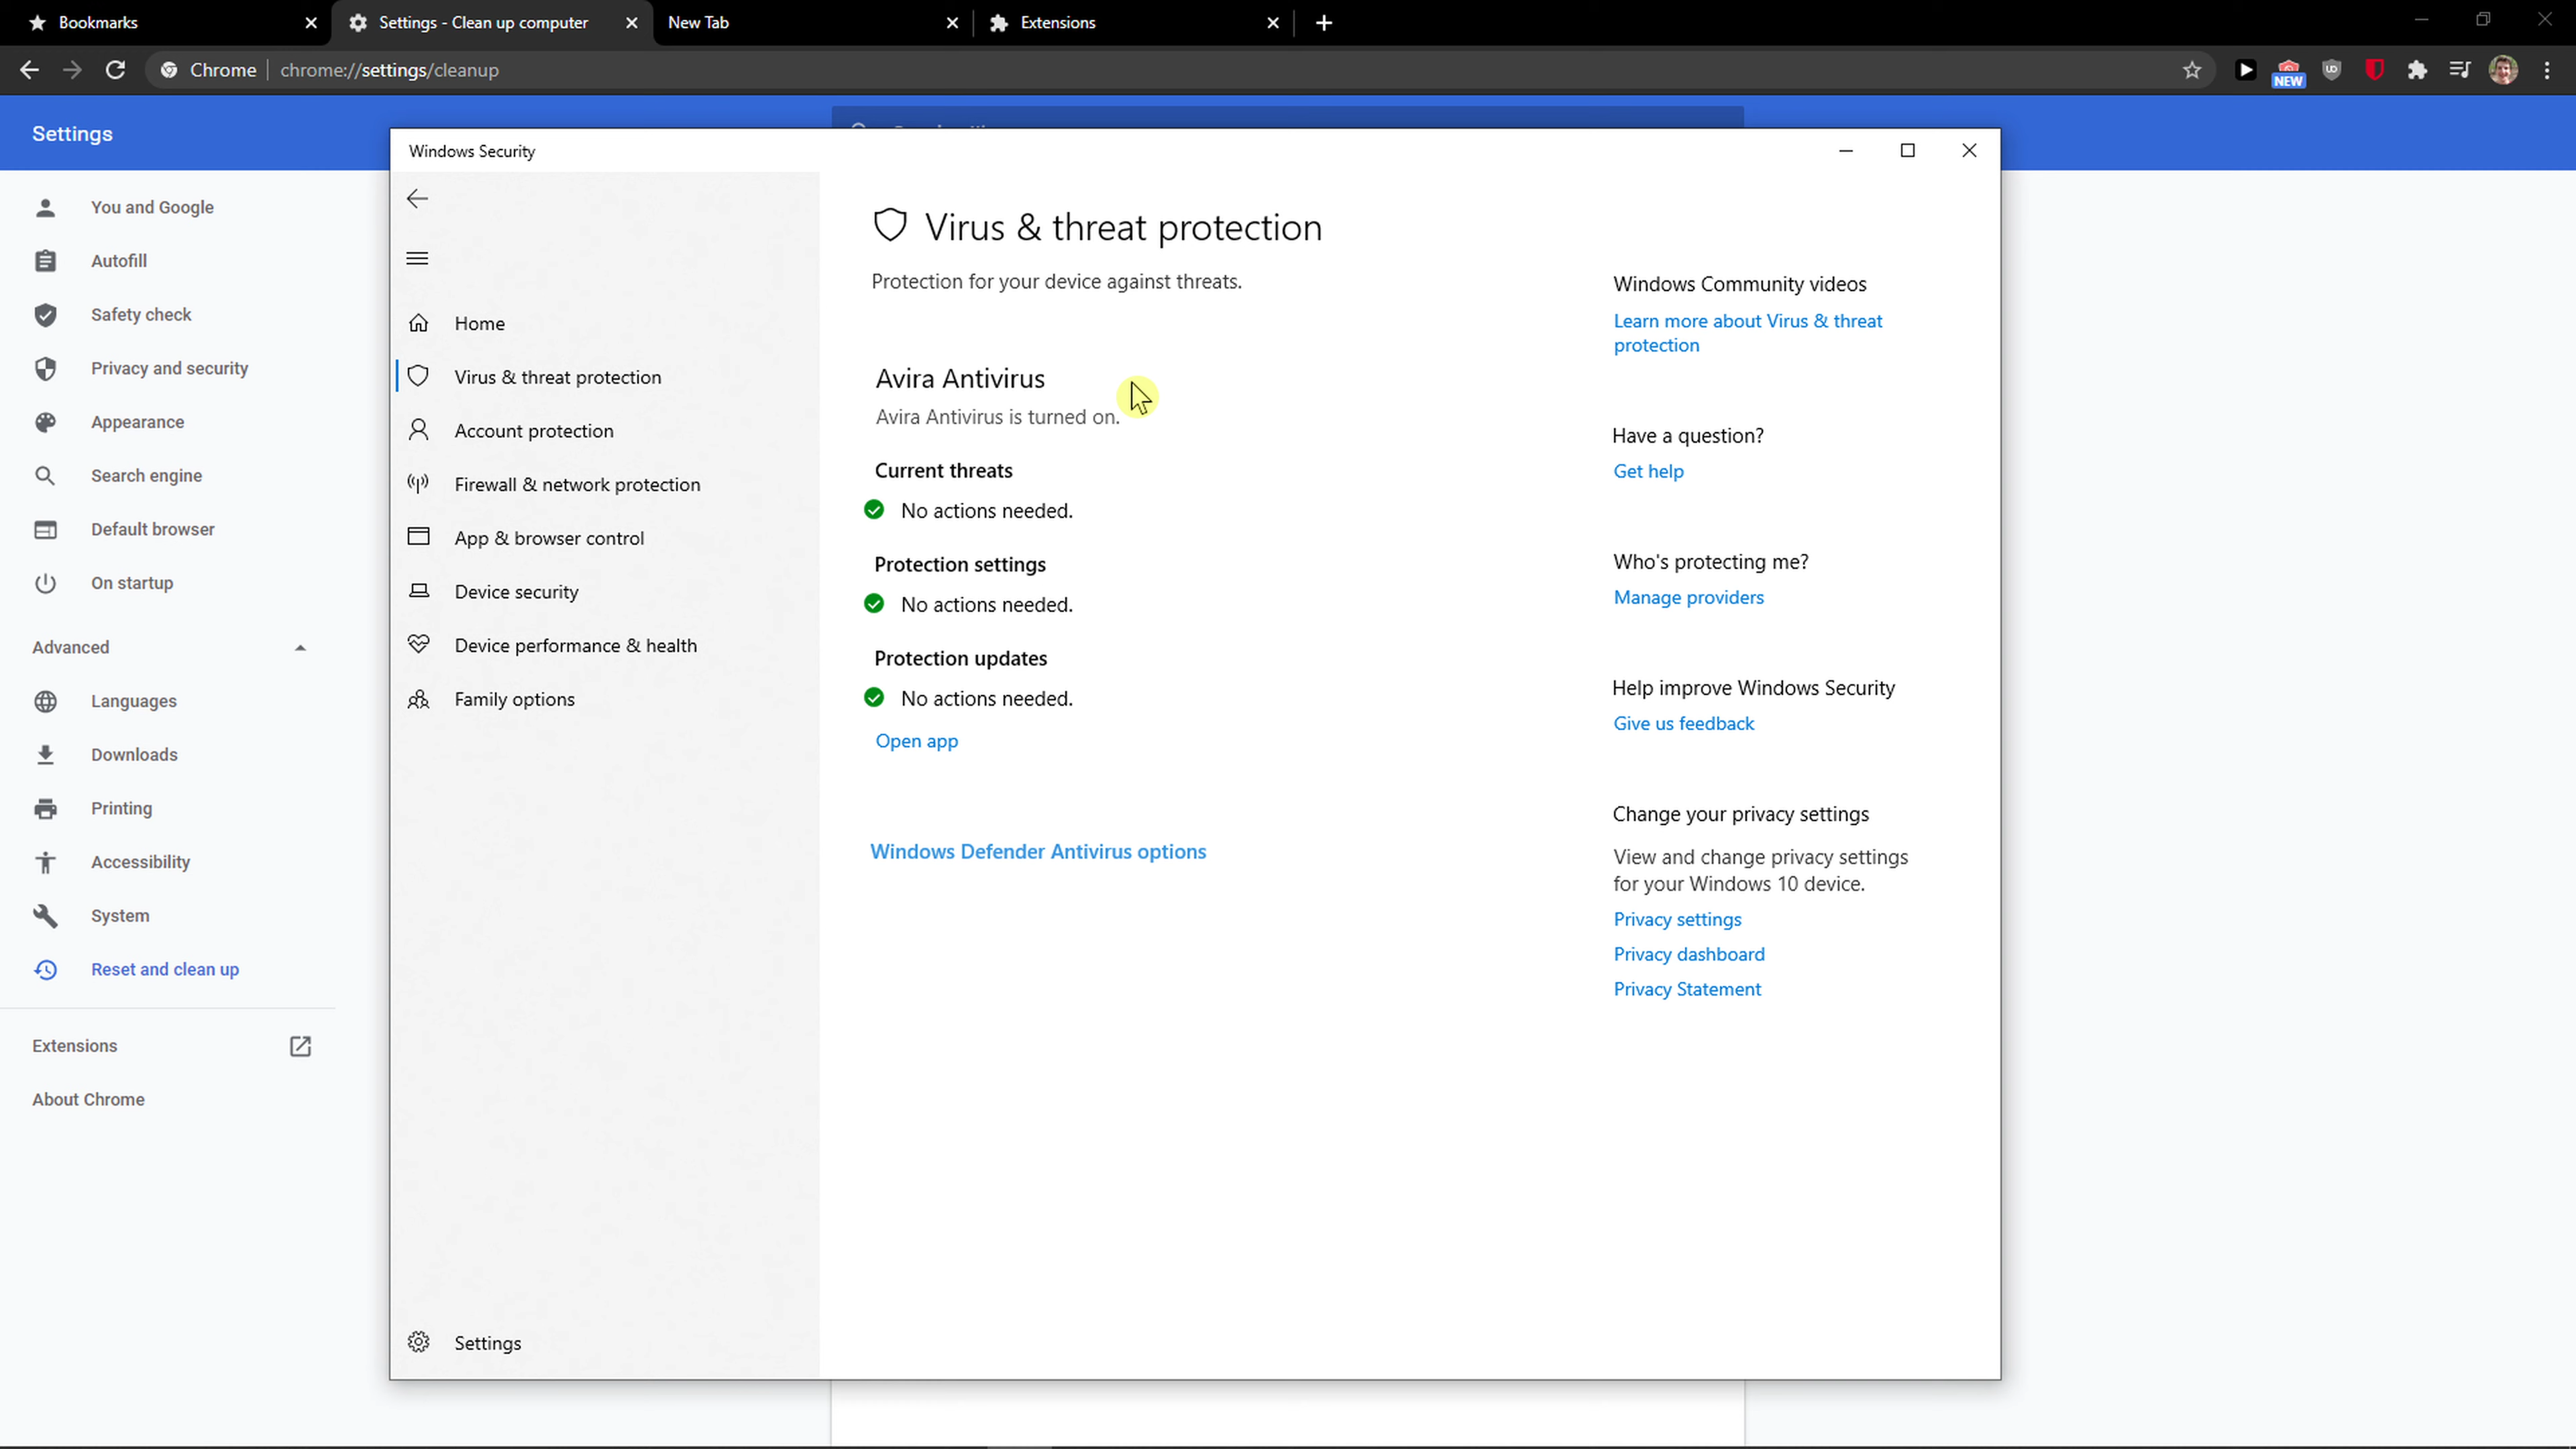 Bookmarks
Settings - Clean up computer
New Tab
Extensions
Chrome
chrome://settings/cleanup
NEW
Settings
You and Google
Autofill
Safety check
Privacy and security
Appearance
Search engine
Default browser
On startup
Advanced
Languages
Downloads
Printing
Accessibility
System
Reset and clean up
Extensions
About Chrome
Windows Security
Home
Virus & threat protection
Account protection
Firewall & network protection
App & browser control
Device security
Device performance & health
Family options
Settings
Virus & threat protection
Protection for your device against threats.
Avira Antivirus
Avira Antivirus is turned on.
Current threats
No actions needed.
Protection settings
No actions needed.
Protection updates
No actions needed.
Open app
Windows Defender Antivirus options
Windows Community videos
Learn more about Virus & threat
protection
Have a question?
Get help
Who's protecting me?
Manage providers
Help improve Windows Security
Give us feedback
Change your privacy settings
View and change privacy settings
for your Windows 10 device.
Privacy settings
Privacy dashboard
Privacy Statement